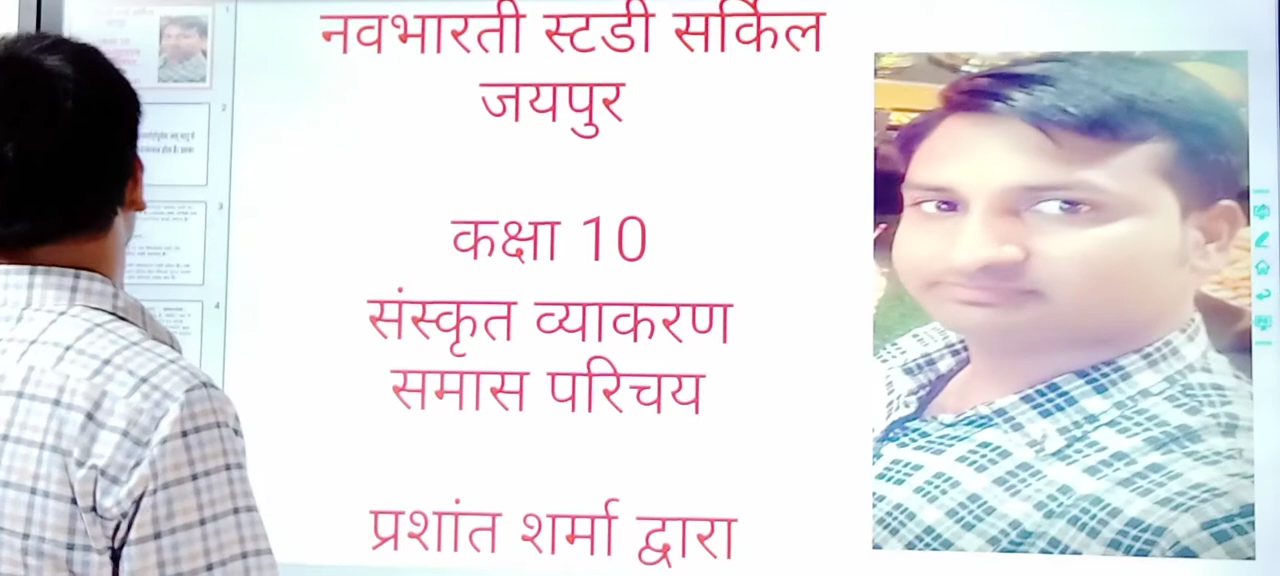 नवभारती स्टडी सर्किल
जयपुर
कक्षा 10
संस्कृत व्याकरण
समास परिचय
प्रशांत शर्मा द्वारा